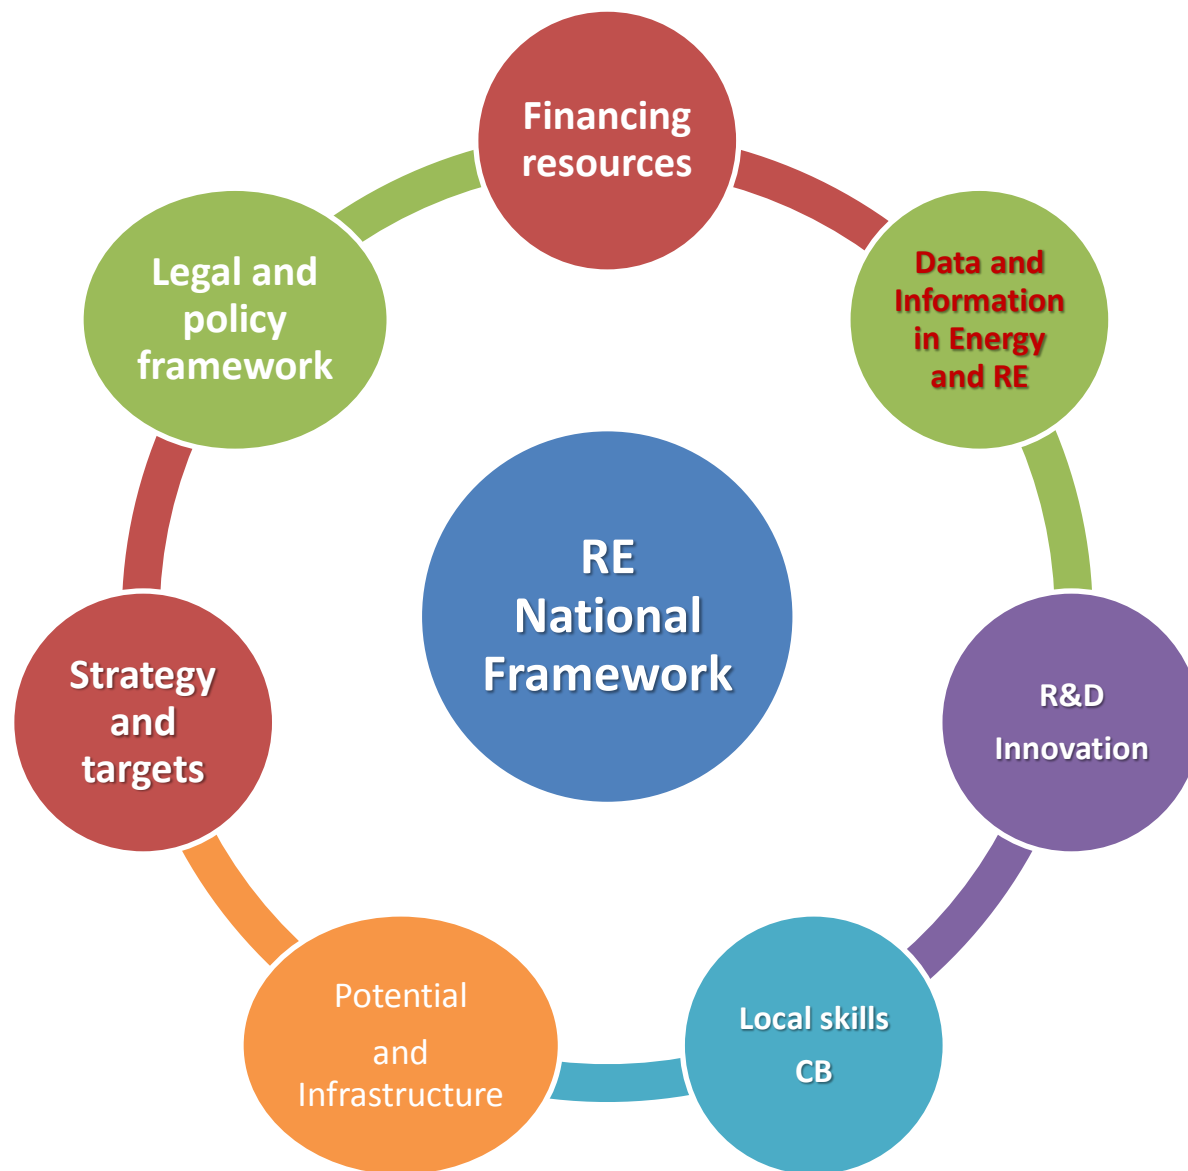 Financing
resources
Data and
Information
in Energy
and RE
R&D
Innovation
Local skills
CB
Potential
and
Infrastructure
Strategy
and
targets
Legal and
policy
framework
RE
National
Framework